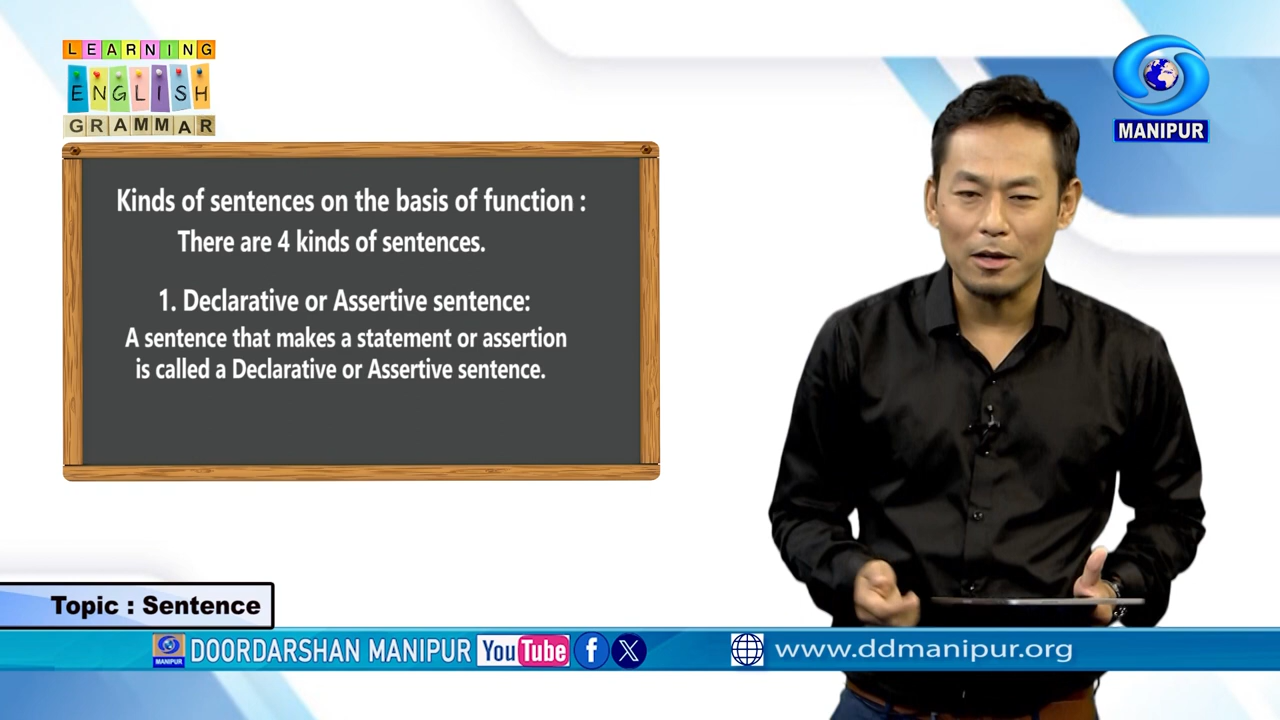 LEARNING
ENGLISH
GRAMMAR
MANIPUR
Kinds of sentences on the basis of function :
There are 4 kinds of sentences.
1. Declarative or Assertive sentence:
A sentence that makes a statement or assertion
is called a Declarative or Assertive sentence.
Topic : Sentence
MANIPUR
DOORDARSHAN MANIPUR YouTube f X www.ddmanipur.org